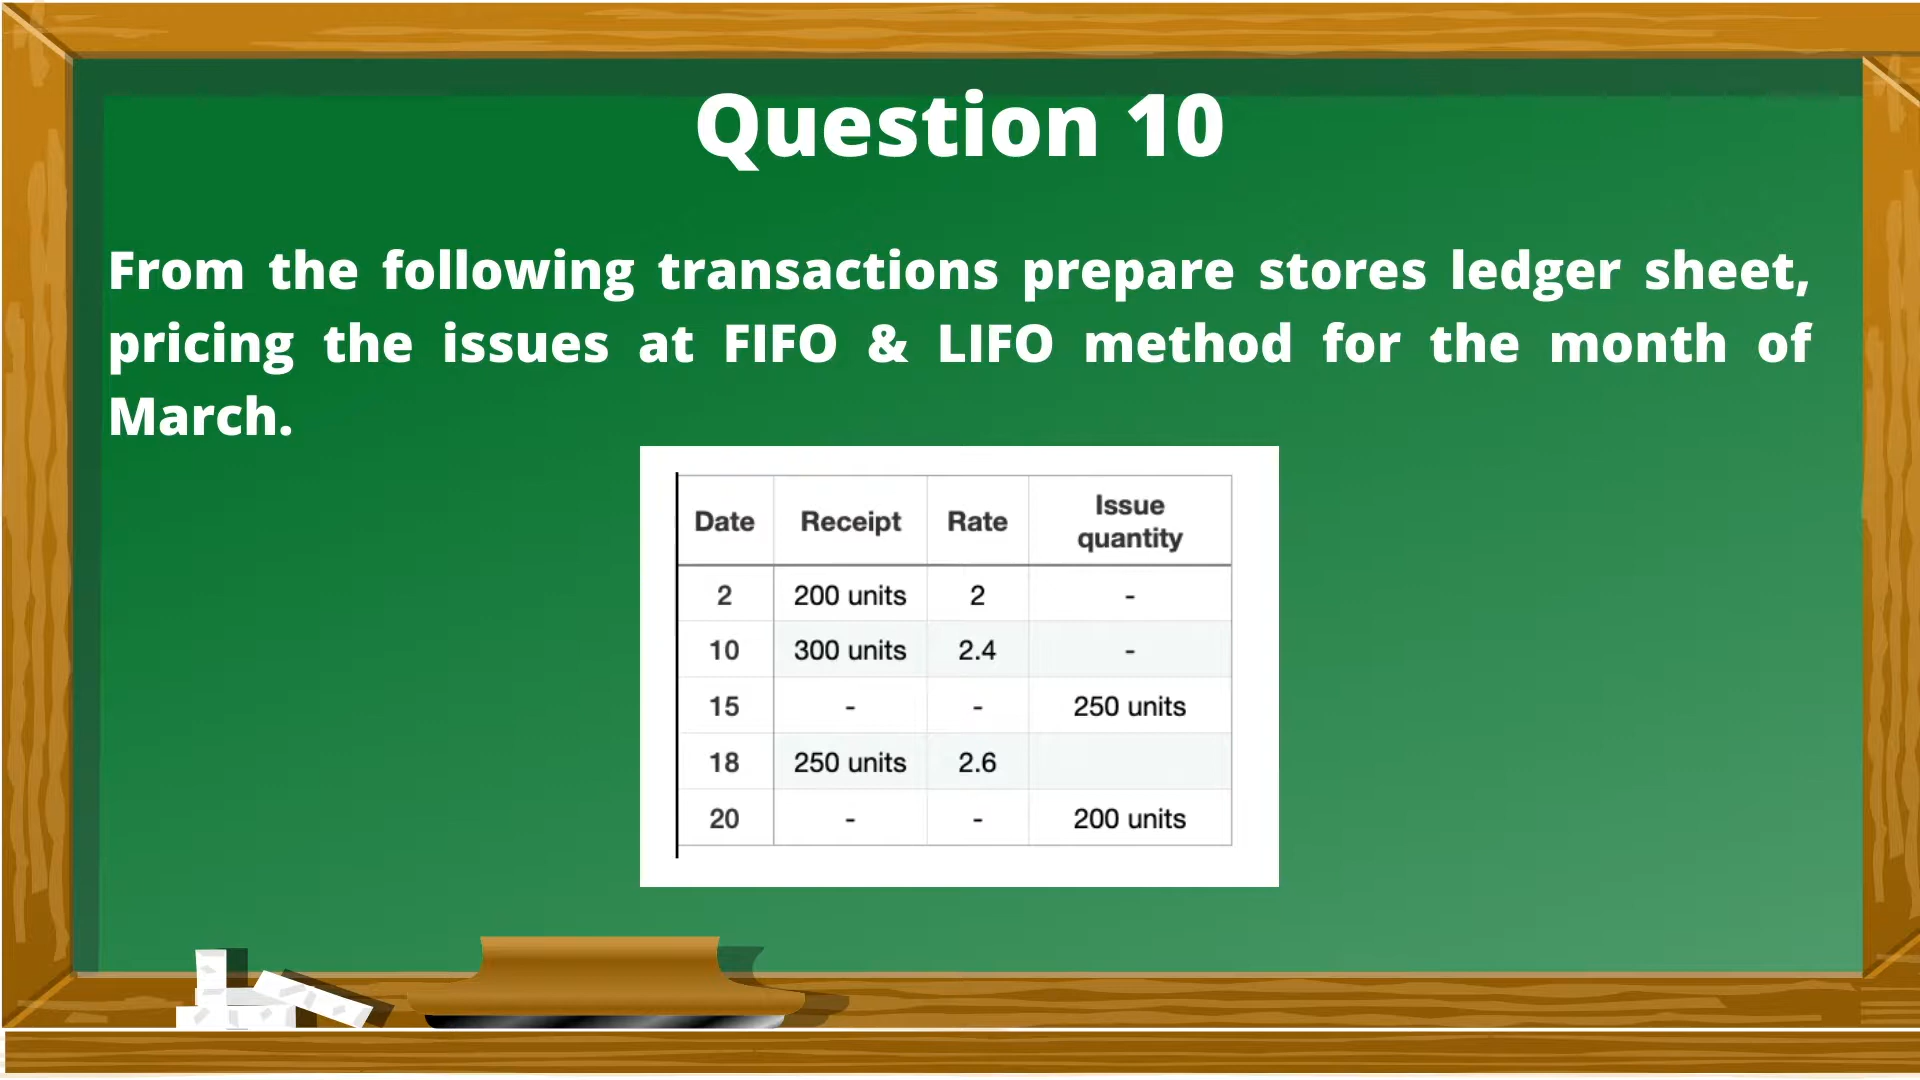 Question 10
From the following transactions prepare stores ledger sheet,
pricing the issues at FIFO & LIFO method for the month of
March.
Date Receipt Rate Issue quantity
2 200 units 2 -
10 300 units 2.4 -
15 - - 250 units
18 250 units 2.6
20 - - 200 units